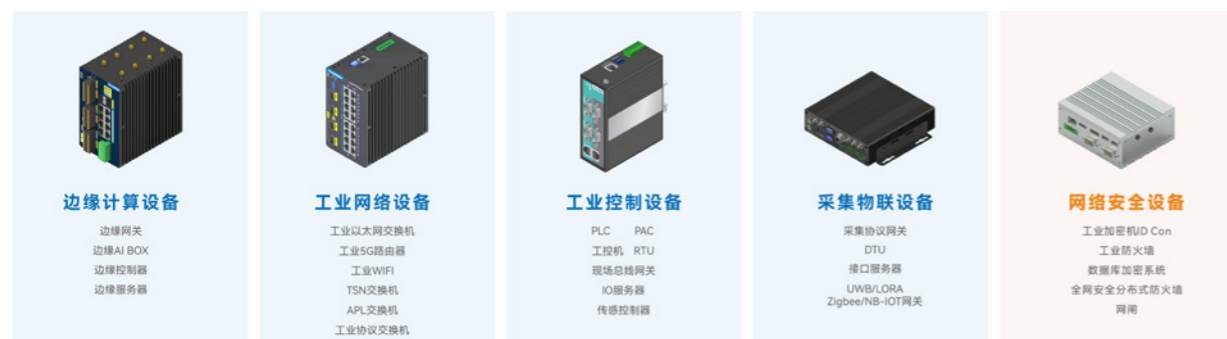 边缘计算设备
边缘网关
边缘AI BOX
边缘控制器
边缘服务器
工业网络设备
工业以太网交换机
工业5G路由器
工业WIFI
TSN交换机
APL交换机
工业协议交换机
工业控制设备
PLC PAC
工控机 RTU
现场总线网关
IO服务器
传感控制器
采集物联设备
采集协议网关
DTU
接口服务器
UWB/LORA
Zigbee/NB-IOT网关
网络安全设备
工业加密机ID Con
工业防火墙
数据库加密系统
全网安全分布式防火墙
网闸